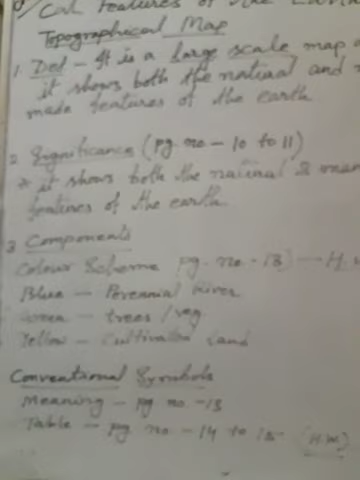 cal features of the Earth
Topographical Map
1. Def - It is a large scale map
it shows both the natural and
made features of the earth
2. Significance (pg. no - 10 to 11)
* it shows both the natural & man
features of the earth
3 Components
Colour Scheme pg. no - 13) - H.
Blue - Perennial river
- trees / veg
Yellow - Cultivation land
Conventional Symbols
Meaning - pg no - 13
Table - pg no - 14 to 15 (H.M)